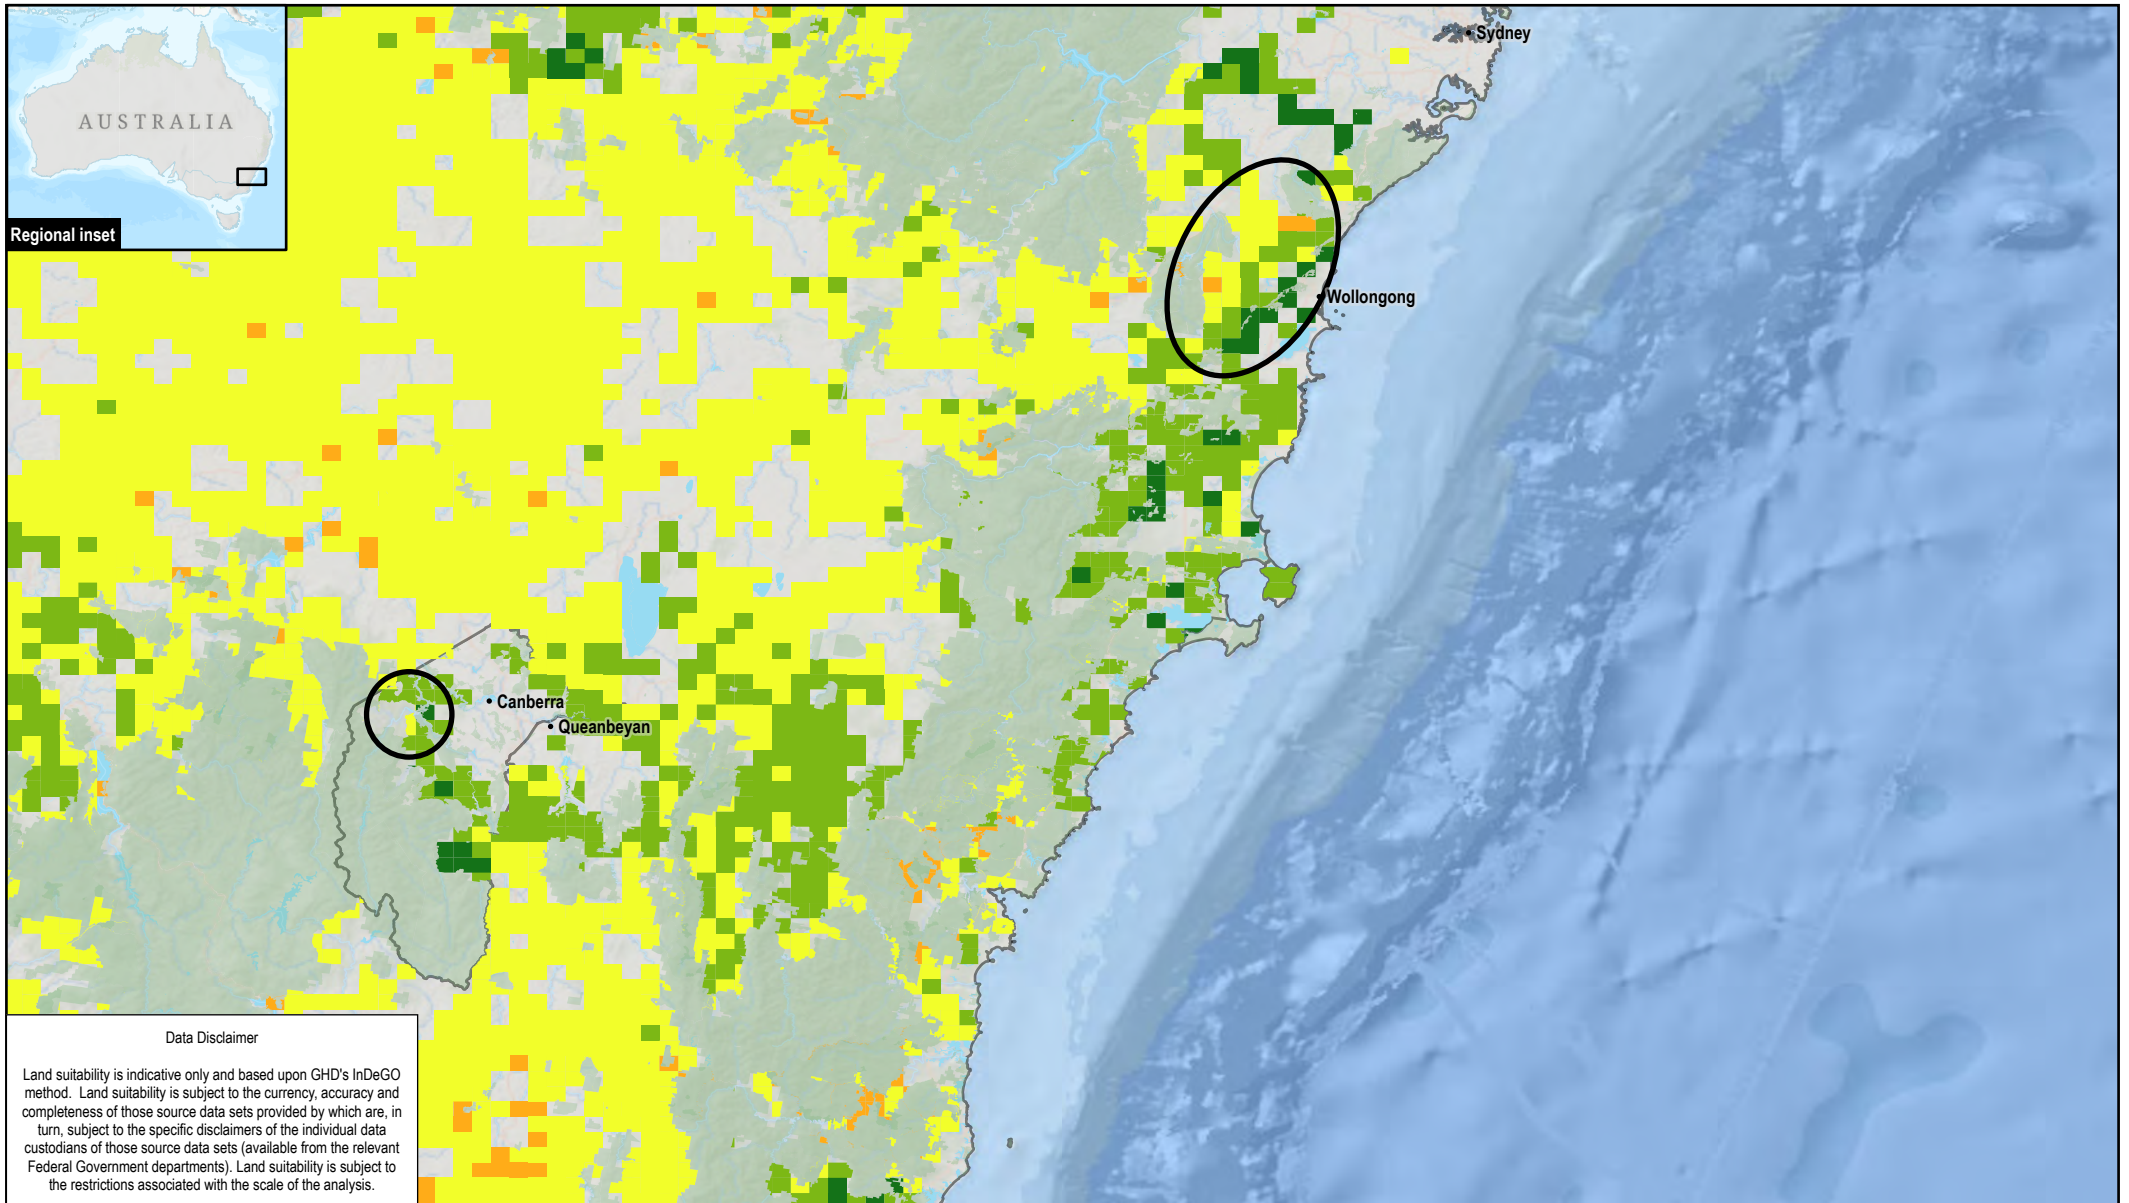 AUSTRALIA
Regional inset
Sydney
Wollongong
Canberra
Queanbeyan
Data Disclaimer
Land suitability is indicative only and based upon GHD's InDeGO
method. Land suitability is subject to the currency, accuracy and
completeness of those source data sets provided by which are, in
turn, subject to the specific disclaimers of the individual data
custodians of those source data sets (available from the relevant
Federal Government departments). Land suitability is subject to
the restrictions associated with the scale of the analysis.